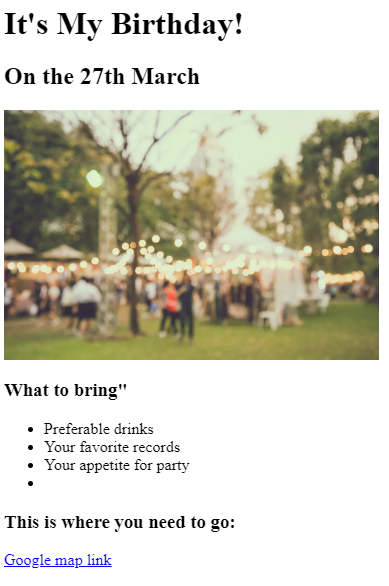 It's My Birthday!
On the 27th March
What to bring"
Preferable drinks
Your favorite records
Your appetite for party
This is where you need to go:
Google map link